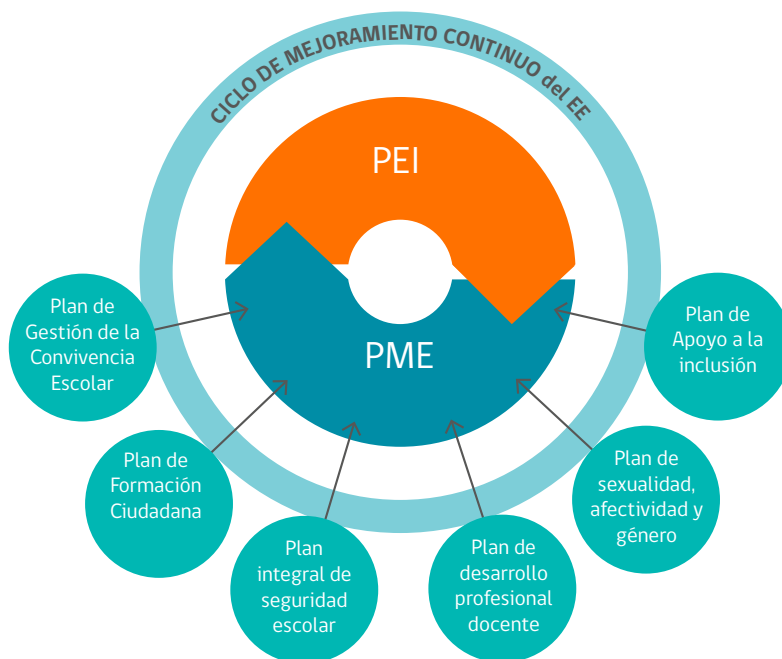 CICLO DE MEJORAMIENTO CONTINUO del EE
PEI
PME
Plan de
Gestión de la
Convivencia
Escolar
Plan de
Formación
Ciudadana
Plan
integral de
seguridad
escolar
Plan de
desarrollo
profesional
docente
Plan de
sexualidad,
afectividad y
género
Plan de
Apoyo a la
inclusión